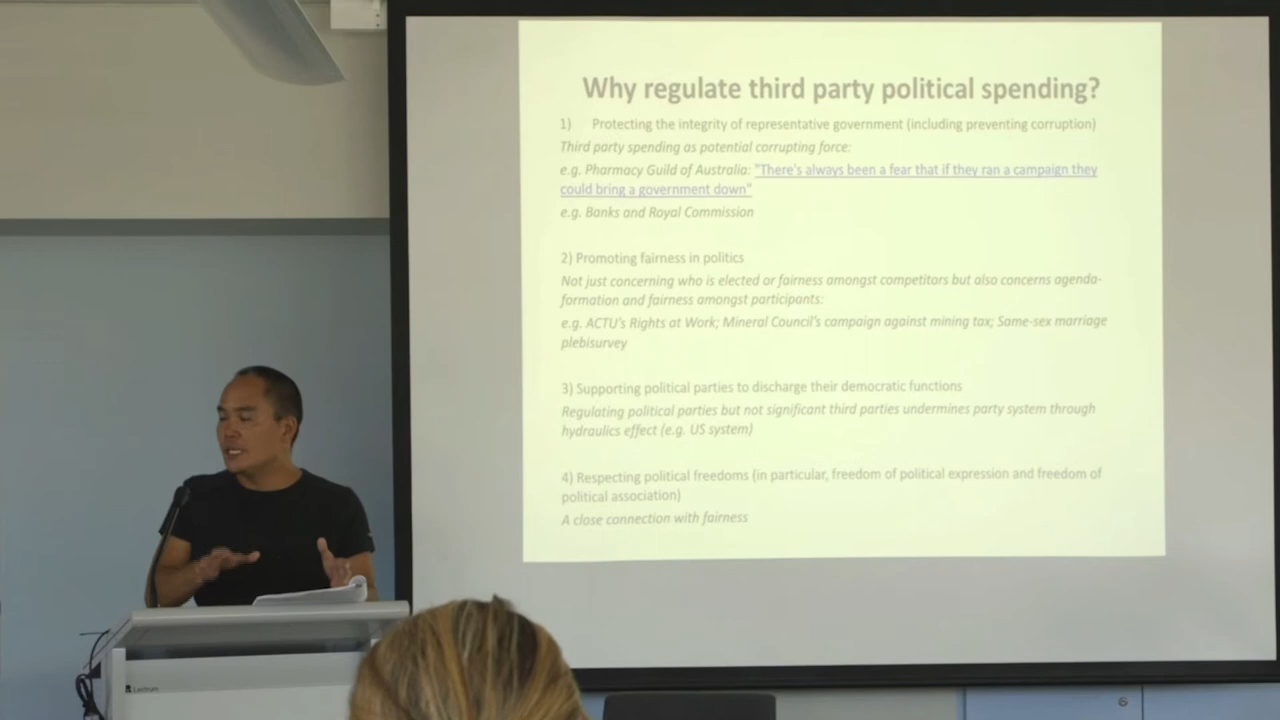 Why regulate third party political spending?
1) Protecting the integrity of representative government (including preventing corruption)
Third party spending as potential corrupting force:
e.g. Pharmacy Guild of Australia: "There's always been a fear that if they ran a campaign they
could bring a government down"
e.g. Banks and Royal Commission
2) Promoting fairness in politics
Not just concerning who is elected or fairness amongst competitors but also concerns agenda-
formation and fairness amongst participants:
e.g. ACTU's Rights at Work; Mineral Council's campaign against mining tax; Same-sex marriage
plebisurvey
3) Supporting political parties to discharge their democratic functions
Regulating political parties but not significant third parties undermines party system through
hydraulics effect (e.g. US system)
4) Respecting political freedoms (in particular, freedom of political expression and freedom of
political association)
A close connection with fairness
Lectrum